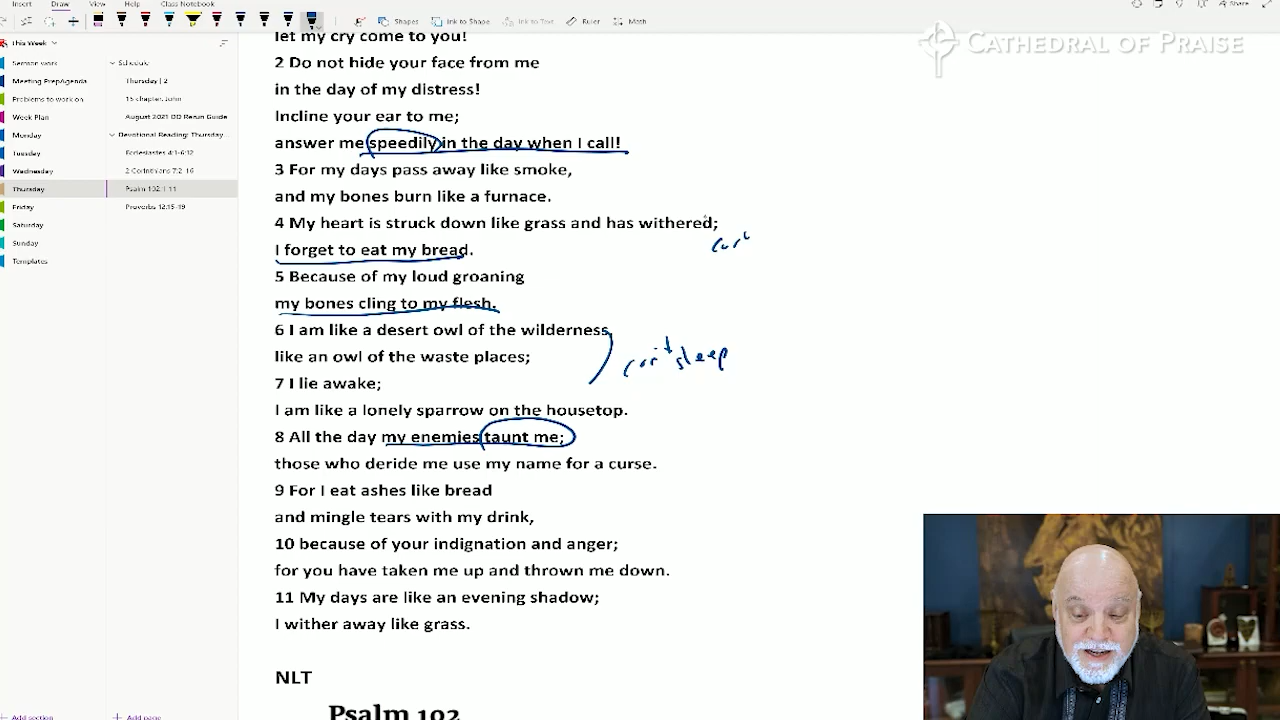 Insert Draw View Help Class Notebook
Share
Shapes Ink to Shape Ink to Text Ruler Math
CATHEDRAL OF PRAISE
This Week
Sermon work
Meeting PrepAgenda
Problems to work on
Week Plan
Monday
Tuesday
Wednesday
Thursday
Friday
Saturday
Sunday
Templates
Add section
Schedule
Thursday | 2
15 chapter. John
August 2021 DD Rerun Guide
Devotional Reading: Thursday...
Ecclesiastes 4:1-6:12
2 Corinthians 7:2-16
Psalm 102:1-11
Proverbs 12:15-19
Add page
let my cry come to you!
2 Do not hide your face from me
in the day of my distress!
Incline your ear to me;
answer me speedily in the day when I call!
3 For my days pass away like smoke,
and my bones burn like a furnace.
4 My heart is struck down like grass and has withered;
I forget to eat my bread.
5 Because of my loud groaning
my bones cling to my flesh.
6 I am like a desert owl of the wilderness,
like an owl of the waste places;
can't sleep
7 I lie awake;
I am like a lonely sparrow on the housetop.
8 All the day my enemies taunt me;
those who deride me use my name for a curse.
9 For I eat ashes like bread
and mingle tears with my drink,
10 because of your indignation and anger;
for you have taken me up and thrown me down.
11 My days are like an evening shadow;
I wither away like grass.
NLT
Psalm 102